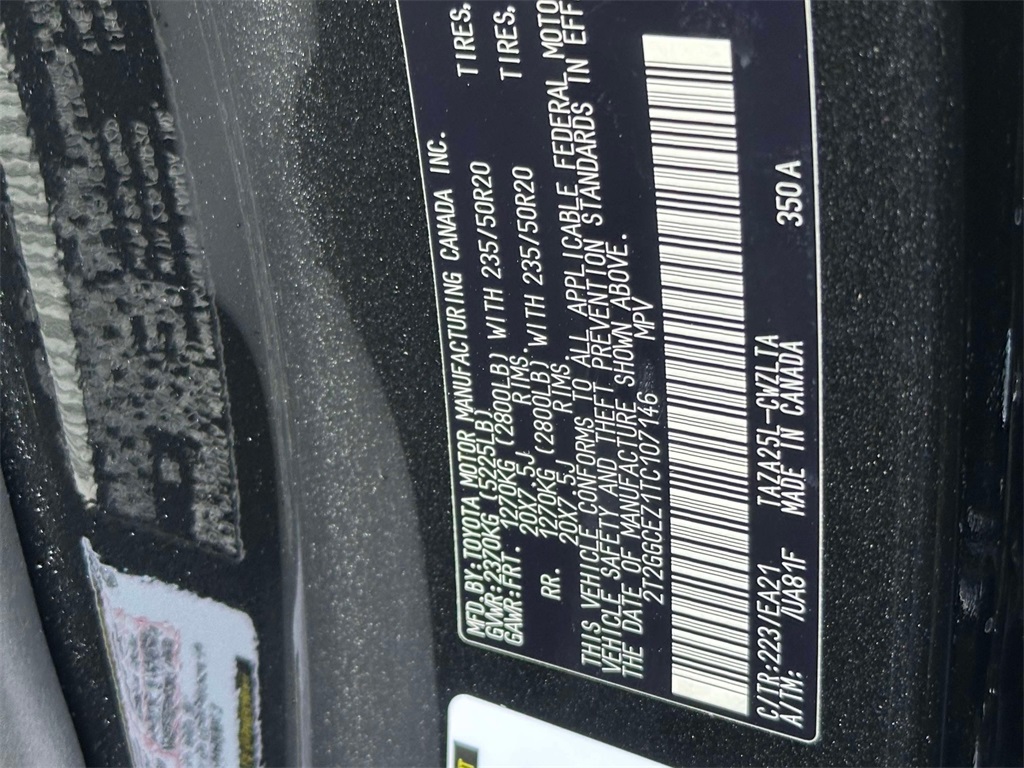 MFD.BY:TOYOTA MOTOR MANUFACTURING CANADA INC.
GVWR:2370KG (5225LB)
GAWR:FRT. 1270KG (2800LB) WITH 235/50R20 TIRES,
20X7.5J RIMS,
RR. 1270KG (2800LB) WITH 235/50R20 TIRES,
20X7.5J RIMS
THIS VEHICLE CONFORMS TO ALL APPLICABLE FEDERAL MOTO
VEHICLE SAFETY AND THEFT PREVENTION STANDARDS IN EFF
THE DATE OF MANUFACTURE SHOWN ABOVE.
2T2GGCEZ1TC107146 MPV
C/TR:223/EA21 TAZA25L-CWZLIA 350A
A/TM: /UA81F MADE IN CANADA